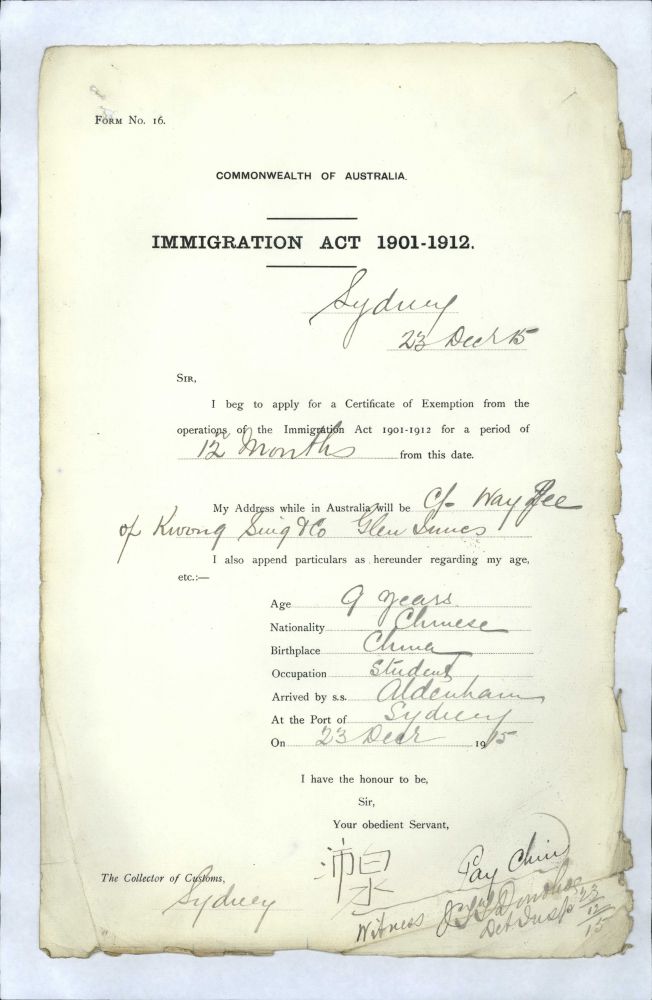 FORM No. 16.
COMMONWEALTH OF AUSTRALIA.
IMMIGRATION ACT 1901-1912.
Sydney
23 Decr 15
SIR,
I beg to apply for a Certificate of Exemption from the
operations of the Immigration Act 1901-1912 for a period of
12 Months from this date.
My Address while in Australia will be C/- Way Kee
of Kwong Sing & Co Glen Innes
I also append particulars as hereunder regarding my age,
etc.:—
Age 9 years
Nationality Chinese
Birthplace China
Occupation Student
Arrived by s.s. Aldenham
At the Port of Sydney
On 23 Decr 1915
I have the honour to be,
Sir,
Your obedient Servant,
The Collector of Customs,
Sydney
Pay Chin
Witness
Det Insp
23/12/15